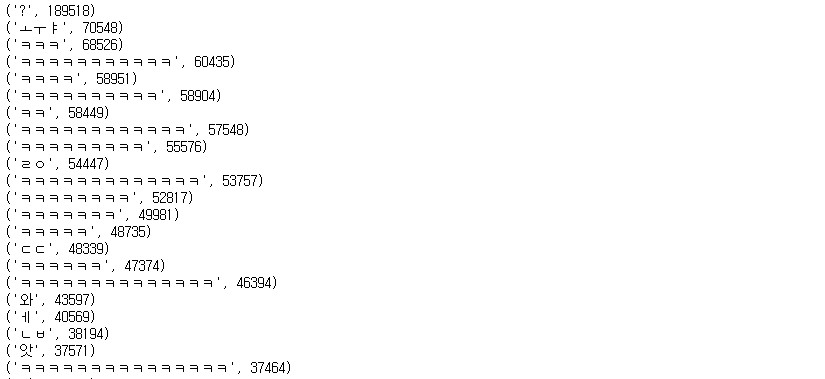 ('?', 189518)
('ㅗㅜㅑ', 70548)
('ㅋㅋㅋ', 68526)
('ㅋㅋㅋㅋㅋㅋㅋㅋㅋㅋㅋ', 60435)
('ㅋㅋㅋㅋ', 58951)
('ㅋㅋㅋㅋㅋㅋㅋㅋㅋㅋ', 58904)
('ㅋㅋ', 58449)
('ㅋㅋㅋㅋㅋㅋㅋㅋㅋㅋㅋㅋ', 57548)
('ㅋㅋㅋㅋㅋㅋㅋㅋㅋ', 55576)
('ㄹㅇ', 54447)
('ㅋㅋㅋㅋㅋㅋㅋㅋㅋㅋㅋㅋㅋ', 53757)
('ㅋㅋㅋㅋㅋㅋㅋㅋ', 52817)
('ㅋㅋㅋㅋㅋㅋㅋ', 49981)
('ㅋㅋㅋㅋㅋ', 48735)
('ㄷㄷ', 48339)
('ㅋㅋㅋㅋㅋㅋ', 47374)
('ㅋㅋㅋㅋㅋㅋㅋㅋㅋㅋㅋㅋㅋㅋ', 46394)
('와', 43597)
('ㅔ', 40569)
('ㄴㅂ', 38194)
('앗', 37571)
('ㅋㅋㅋㅋㅋㅋㅋㅋㅋㅋㅋㅋㅋㅋㅋ', 37464)